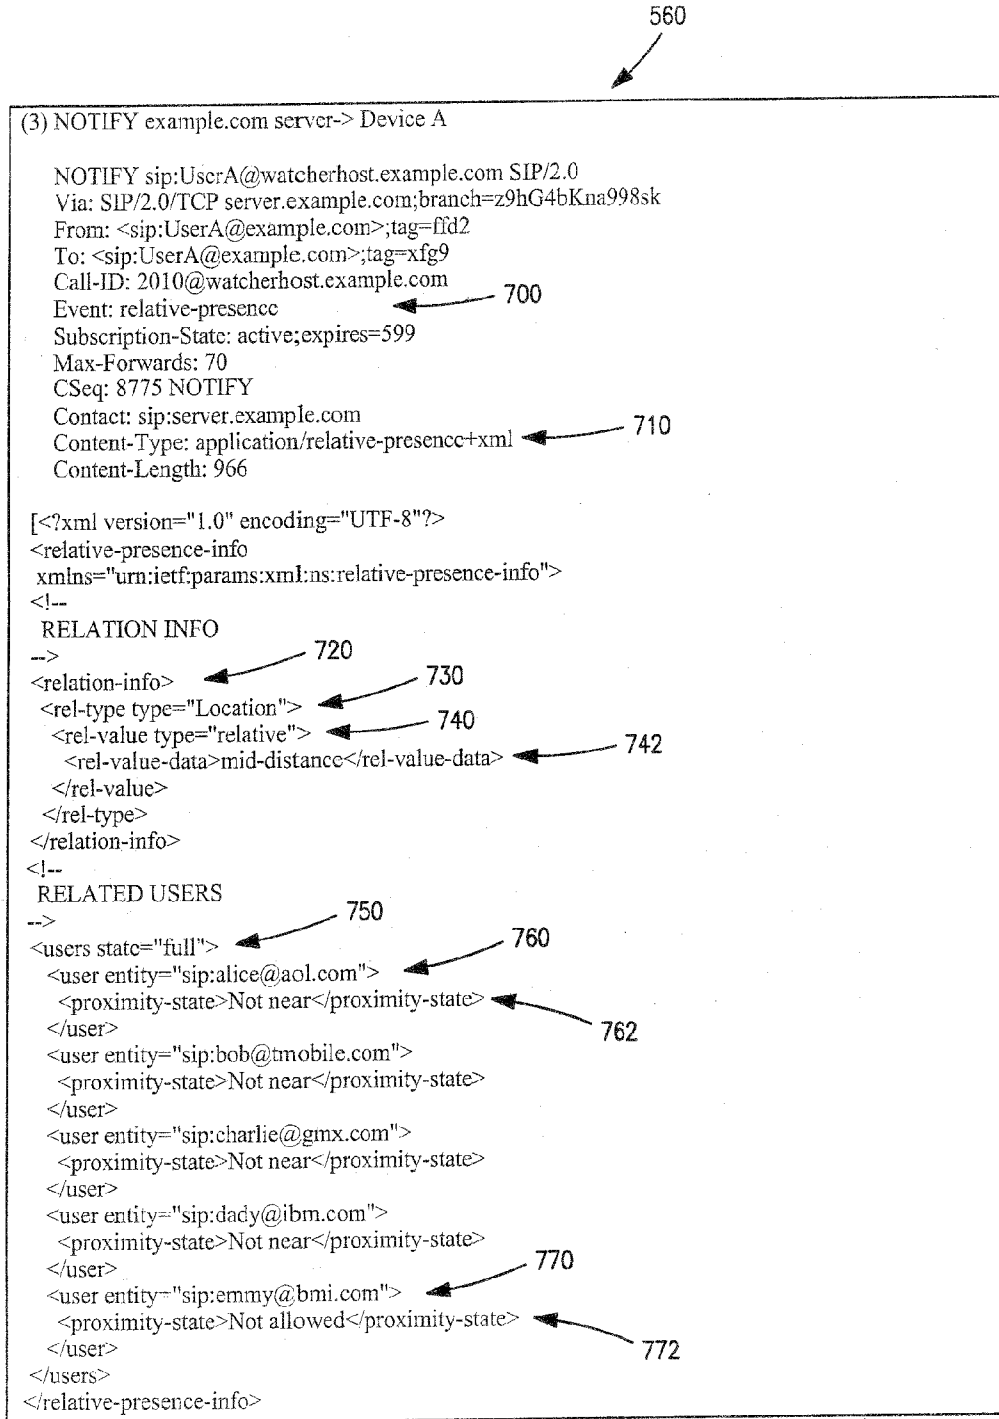 560
(3) NOTIFY example.com server-> Device A
NOTIFY sip:UserA@watcherhost.example.com SIP/2.0
Via: SIP/2.0/TCP server.example.com;branch=z9hG4bKna998sk
From: <sip:UserA@example.com>;tag=ffd2
To: <sip:UserA@example.com>;tag=xfg9
Call-ID: 2010@watcherhost.example.com
Event: relative-presence 700
Subscription-State: active;expires=599
Max-Forwards: 70
CSeq: 8775 NOTIFY
Contact: sip:server.example.com
Content-Type: application/relative-presence+xml 710
Content-Length: 966
[<?xml version="1.0" encoding="UTF-8"?>
<relative-presence-info
xmlns="urn:ietf:params:xml:ns:relative-presence-info">
<!--
RELATION INFO
-->
<relation-info> 720
<rel-type type="Location"> 730
<rel-value type="relative"> 740
<rel-value-data>mid-distance</rel-value-data> 742
</rel-value>
</rel-type>
</relation-info>
<!--
RELATED USERS
-->
<users state="full"> 750
<user entity="sip:alice@aol.com"> 760
<proximity-state>Not near</proximity-state> 762
</user>
<user entity="sip:bob@tmobile.com">
<proximity-state>Not near</proximity-state>
</user>
<user entity="sip:charlie@gmx.com">
<proximity-state>Not near</proximity-state>
</user>
<user entity="sip:dady@ibm.com">
<proximity-state>Not near</proximity-state>
</user>
<user entity="sip:emmy@bmi.com"> 770
<proximity-state>Not allowed</proximity-state> 772
</user>
</users>
</relative-presence-info>